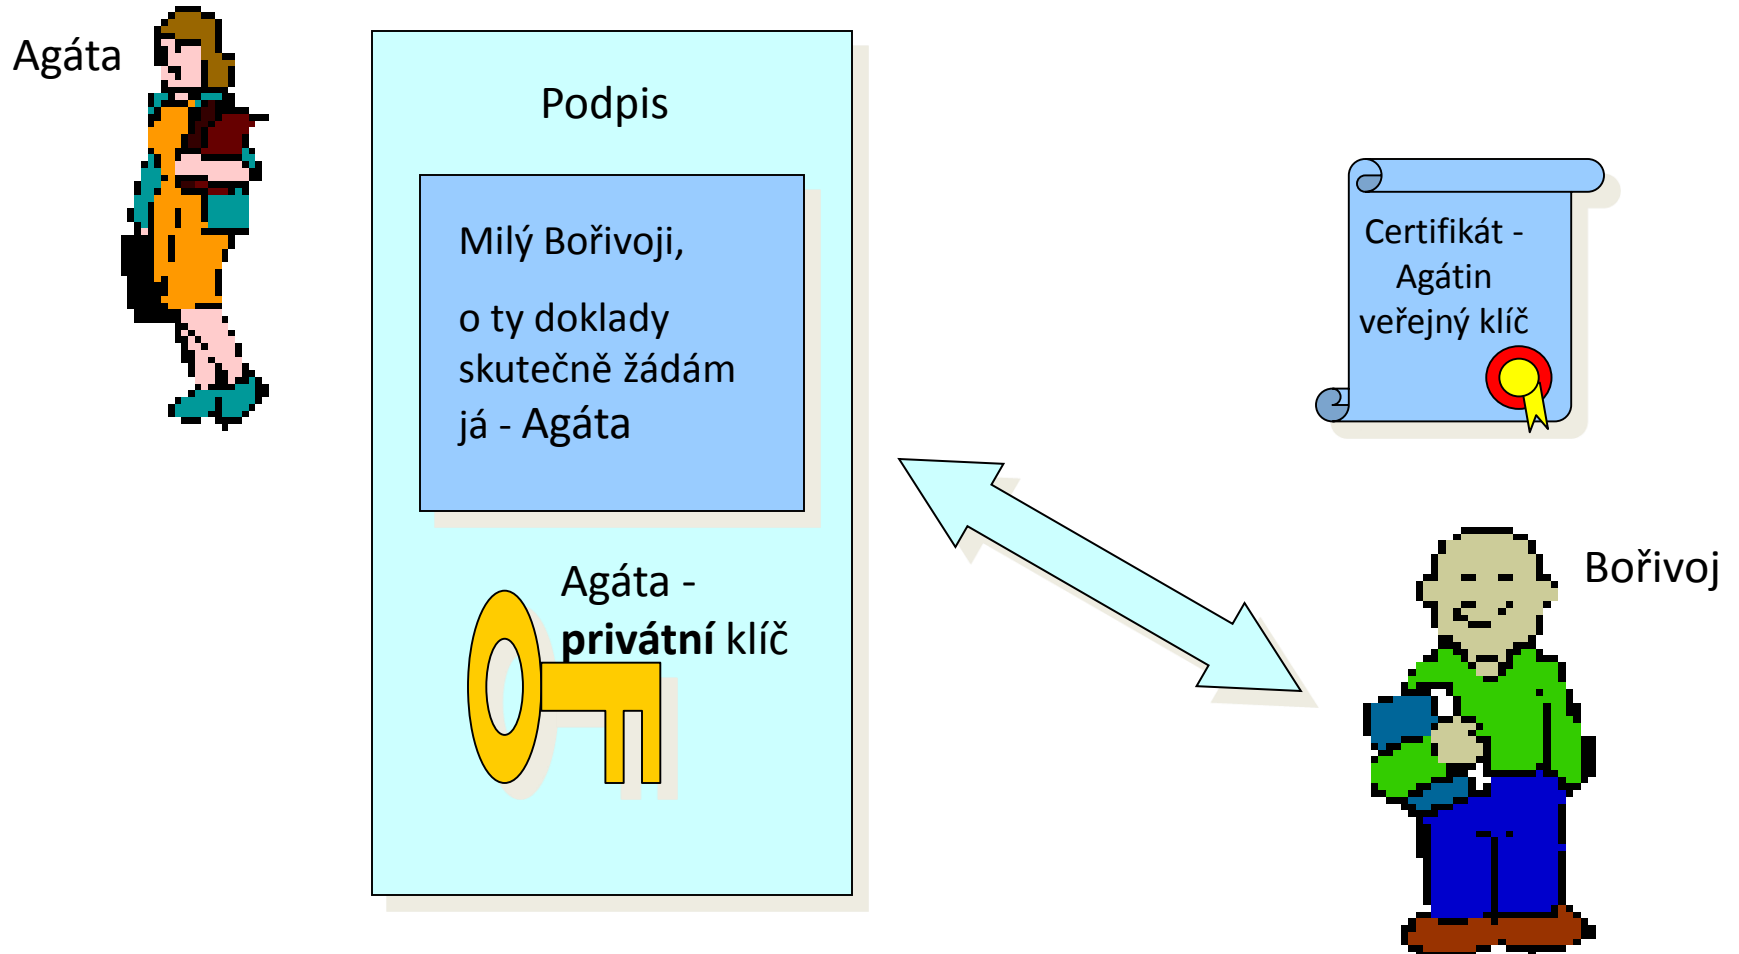 Agáta
Podpis
Milý Bořivoji,
o ty doklady
skutečně žádám
já - Agáta
Agáta -
privátní klíč
Certifikát -
Agátin
veřejný klíč
Bořivoj